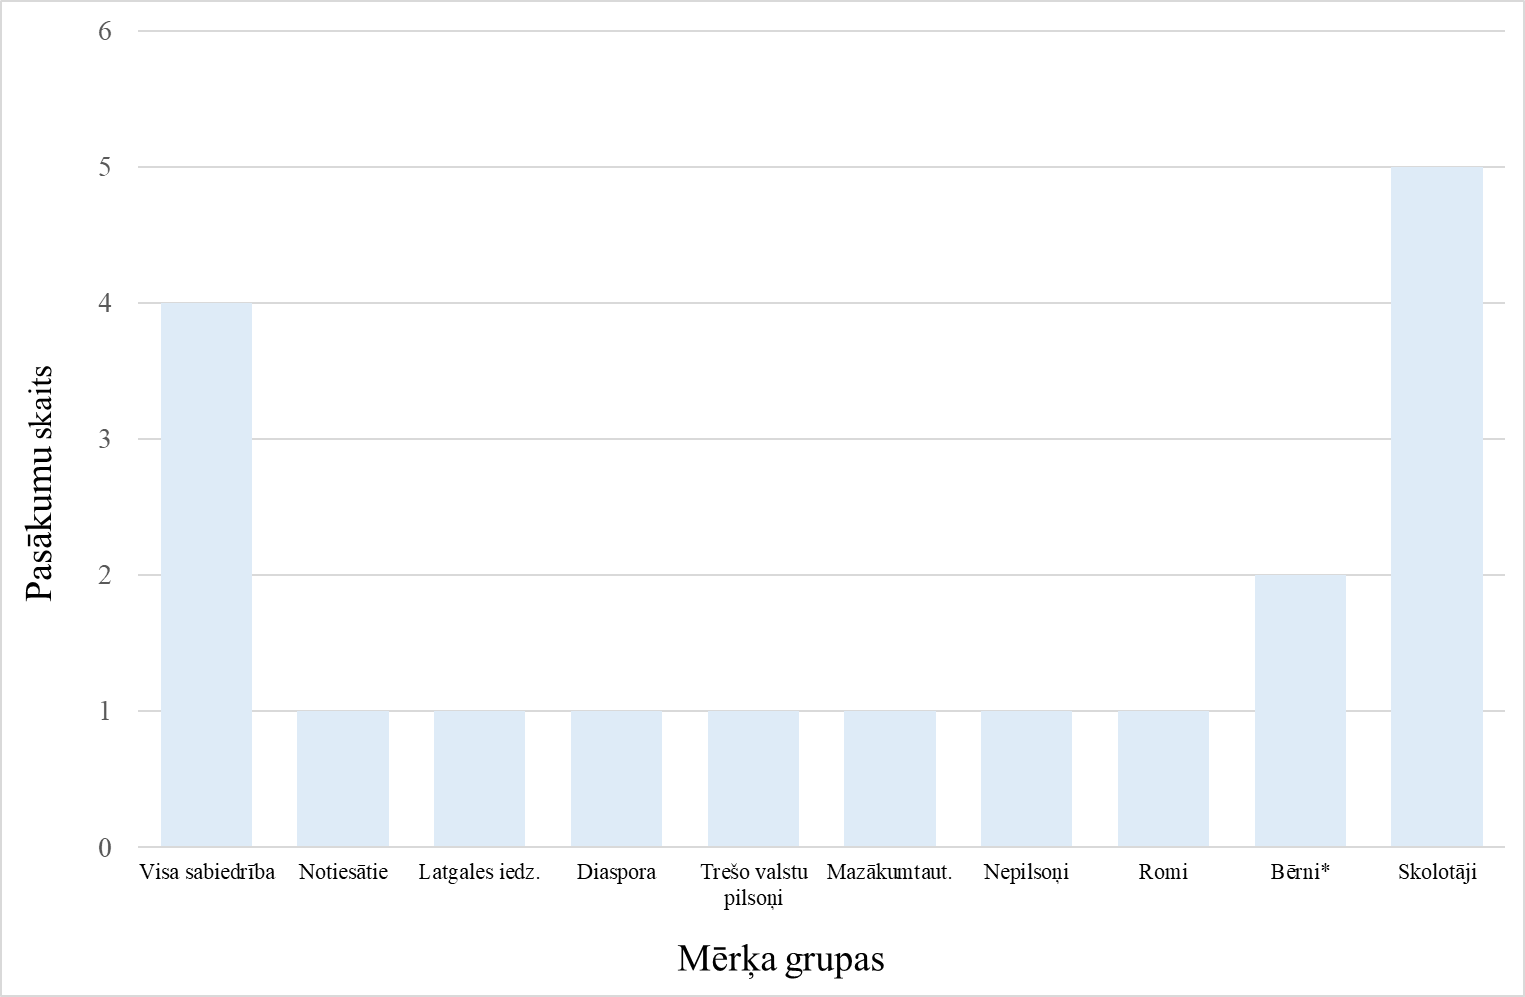 6
5
4
3
2
1
0
Pasākumu skaits
Visa sabiedrība
Notiesātie
Latgales iedz.
Diaspora
Trešo valstu
pilsoņi
Mazākumtaut.
Nepilsoņi
Romi
Bērni*
Skolotāji
Mērķa grupas